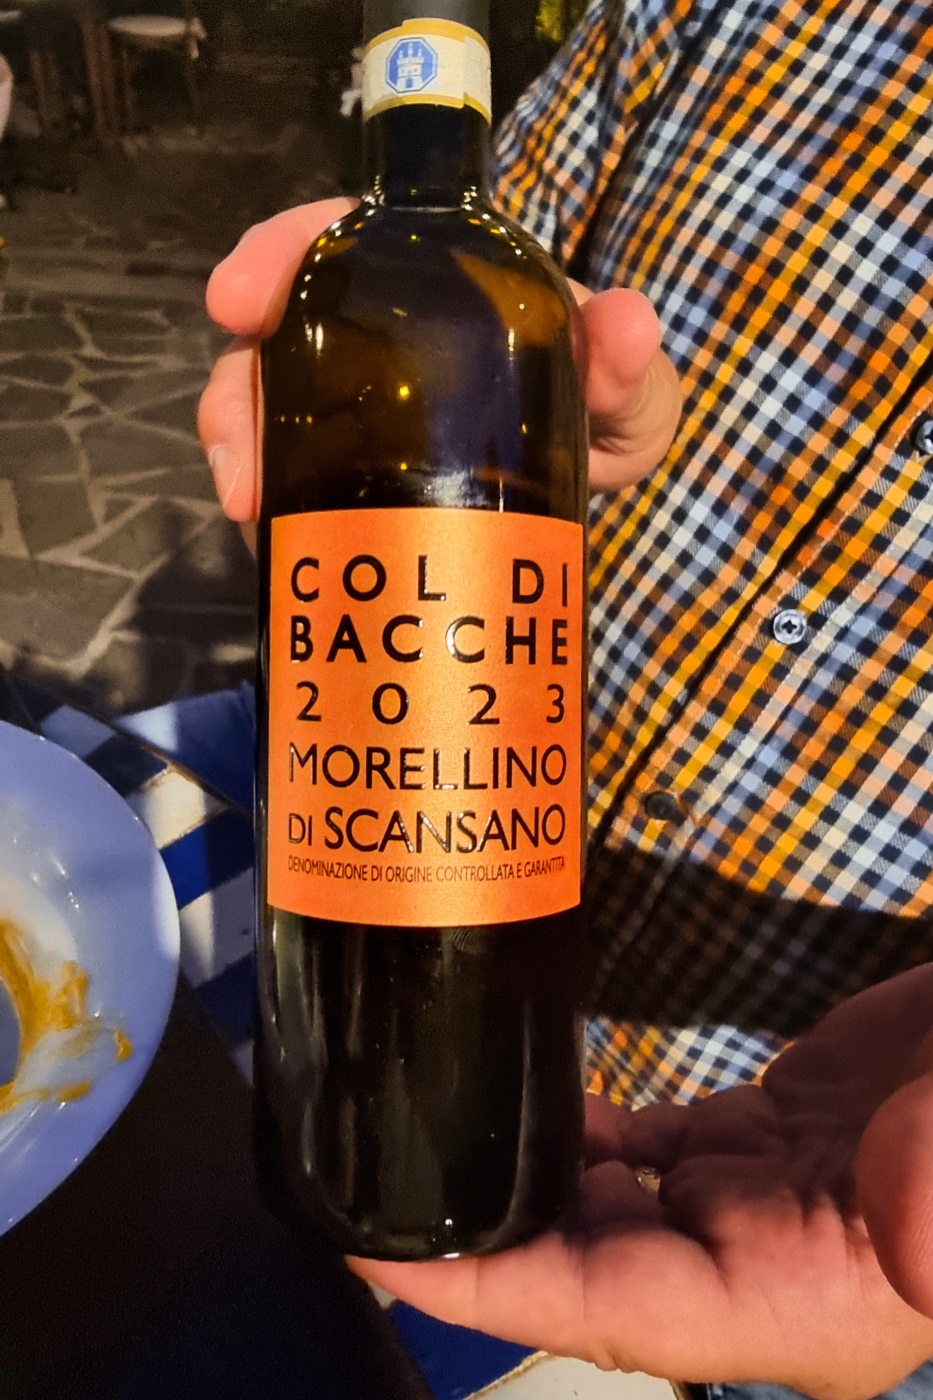 COL DI
BACCHE
2023
MORELLINO
DI SCANSANO
DENOMINAZIONE DI ORIGINE CONTROLLATA E GARANTITA